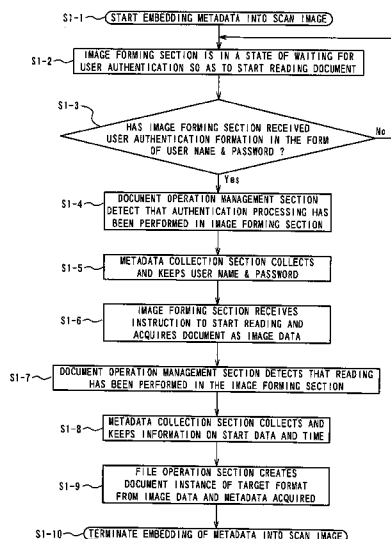 S1-1
START EMBEDDING METADATA INTO SCAN IMAGE
S1-2
IMAGE FORMING SECTION IS IN A STATE OF WAITING FOR
USER AUTHENTICATION SO AS TO START READING DOCUMENT
S1-3
HAS IMAGE FORMING SECTION RECEIVED
USER AUTHENTICATION FORMATION IN THE FORM
OF USER NAME & PASSWORD ?
No
Yes
S1-4
DOCUMENT OPERATION MANAGEMENT SECTION
DETECT THAT AUTHENTICATION PROCESSING HAS
BEEN PERFORMED IN IMAGE FORMING SECTION
S1-5
METADATA COLLECTION SECTION COLLECTS
AND KEEPS USER NAME & PASSWORD
S1-6
IMAGE FORMING SECTION RECEIVES
INSTRUCTION TO START READING AND
ACQUIRES DOCUMENT AS IMAGE DATA
S1-7
DOCUMENT OPERATION MANAGEMENT SECTION DETECTS THAT READING
HAS BEEN PERFORMED IN THE IMAGE FORMING SECTION
S1-8
METADATA COLLECTION SECTION COLLECTS AND
KEEPS INFORMATION ON START DATA AND TIME
S1-9
FILE OPERATION SECTION CREATES
DOCUMENT INSTANCE OF TARGET FORMAT
FROM IMAGE DATA AND METADATA ACQUIRED
S1-10
TERMINATE EMBEDDING OF METADATA INTO SCAN IMAGE